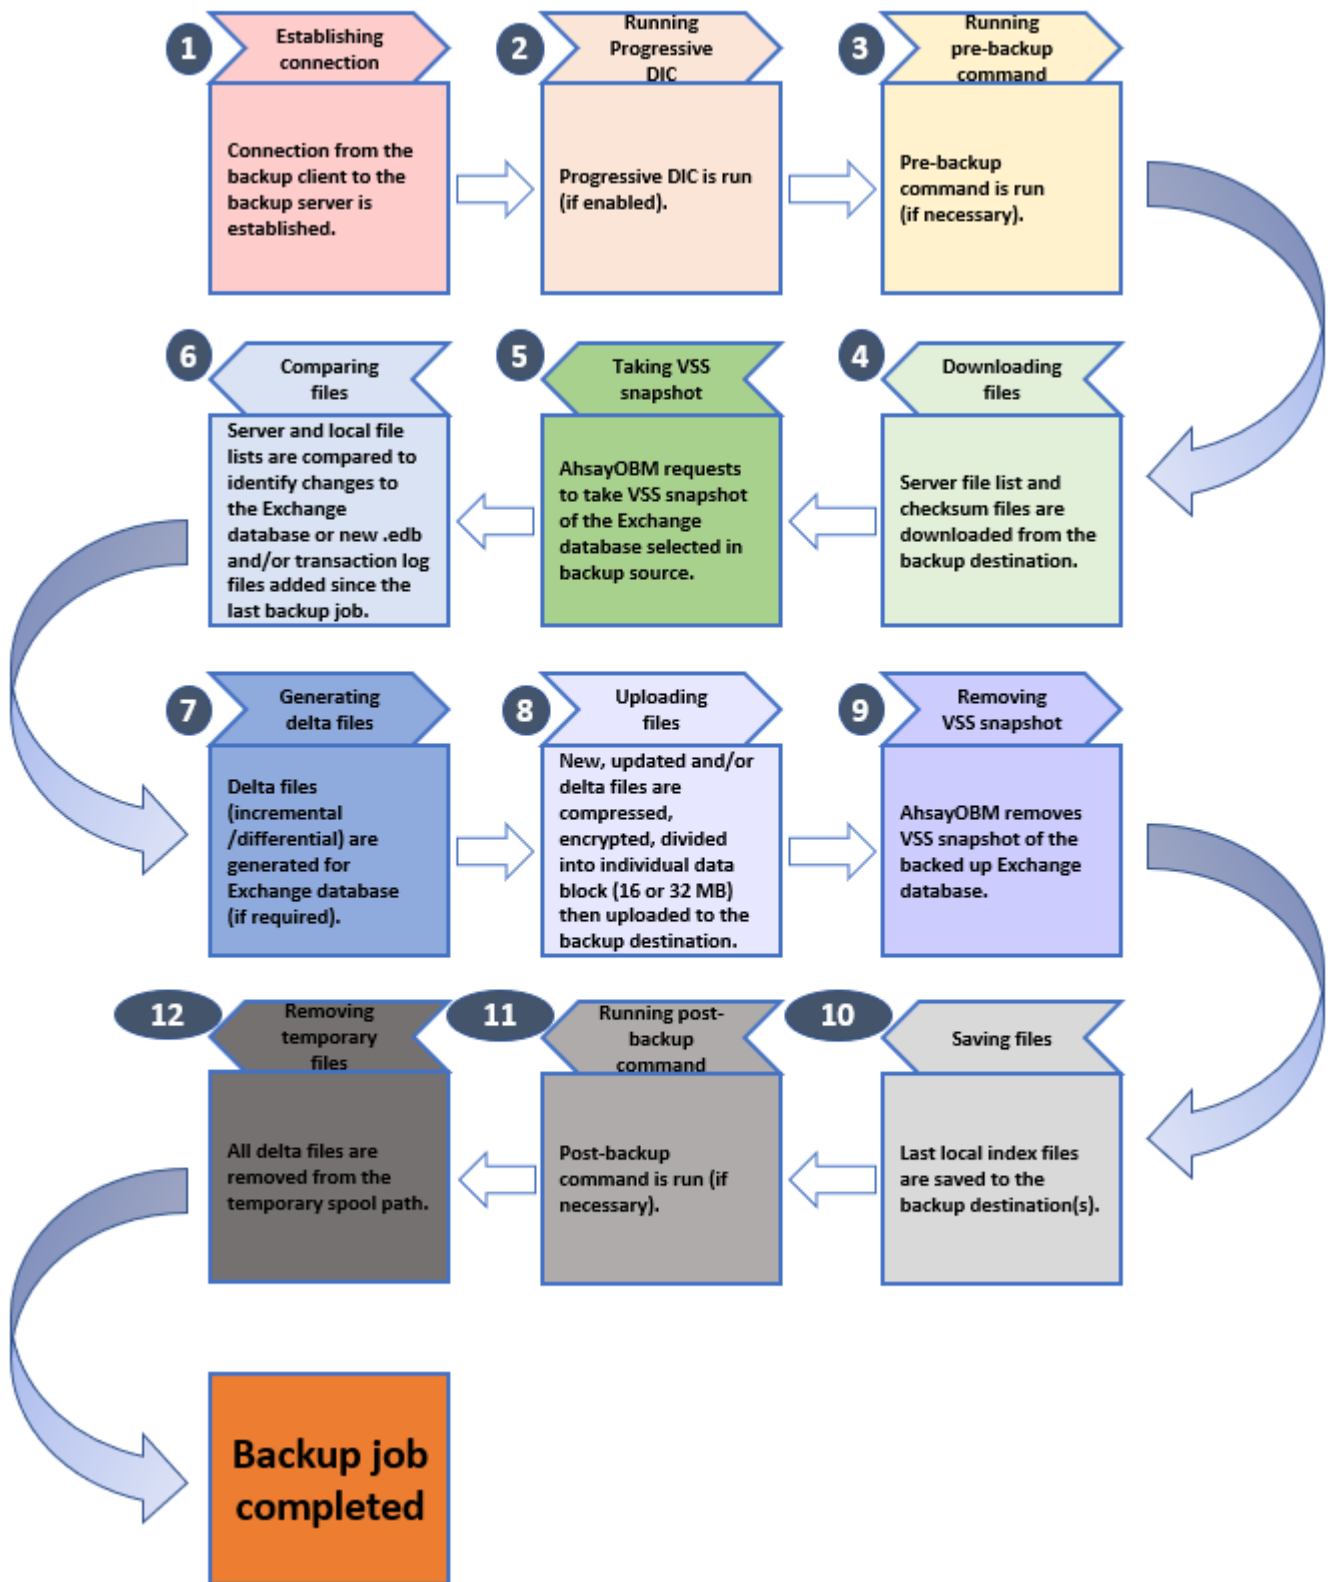 1
Establishing
connection
Connection from the
backup client to the
backup server is
established.
2
Running
Progressive
DIC
Progressive DIC is run
(if enabled).
3
Running
pre-backup
command
Pre-backup
command is run
(if necessary).
4
Downloading
files
Server file list and
checksum files are
downloaded from the
backup destination.
5
Taking VSS
snapshot
AhsayOBM requests
to take VSS snapshot
of the Exchange
database selected in
backup source.
6
Comparing
files
Server and local file
lists are compared to
identify changes to
the Exchange
database or new .edb
and/or transaction log
files added since the
last backup job.
7
Generating
delta files
Delta files
(incremental
/differential) are
generated for
Exchange database
(if required).
8
Uploading
files
New, updated and/or
delta files are
compressed,
encrypted, divided
into individual data
block (16 or 32 MB)
then uploaded to the
backup destination.
9
Removing
VSS snapshot
AhsayOBM removes
VSS snapshot of the
backed up Exchange
database.
10
Saving files
Last local index files
are saved to the
backup destination(s).
11
Running post-
backup
command
Post-backup
command is run (if
necessary).
12
Removing
temporary
files
All delta files are
removed from the
temporary spool path.
Backup job
completed